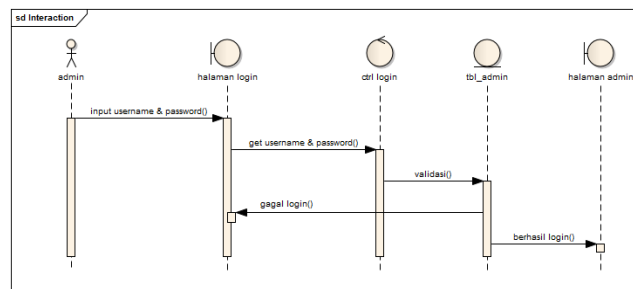 sd Interaction
admin
halaman login
ctrl login
tbl_admin
halaman admin
input username & password()
get username & password()
validasi()
gagal login()
berhasil login()